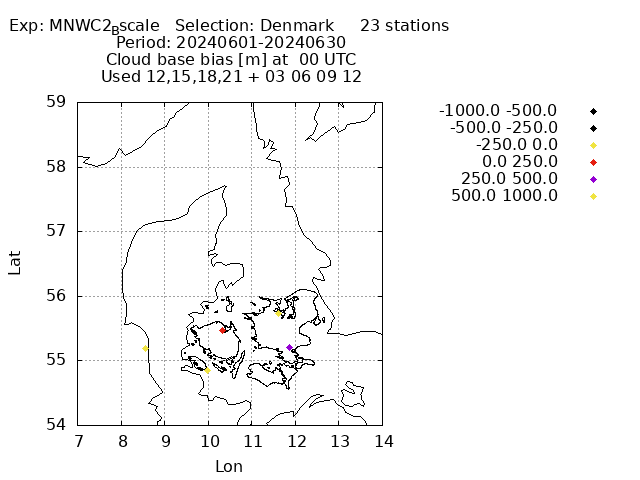 Exp: MNWC2Bscale   Selection: Denmark     23 stations
Period: 20240601-20240630
Cloud base bias [m] at  00 UTC
Used 12,15,18,21 + 03 06 09 12
-1000.0 -500.0
-500.0 -250.0
-250.0 0.0
0.0 250.0
250.0 500.0
500.0 1000.0
59
58
57
56
55
54
Lat
7 8 9 10 11 12 13 14
Lon